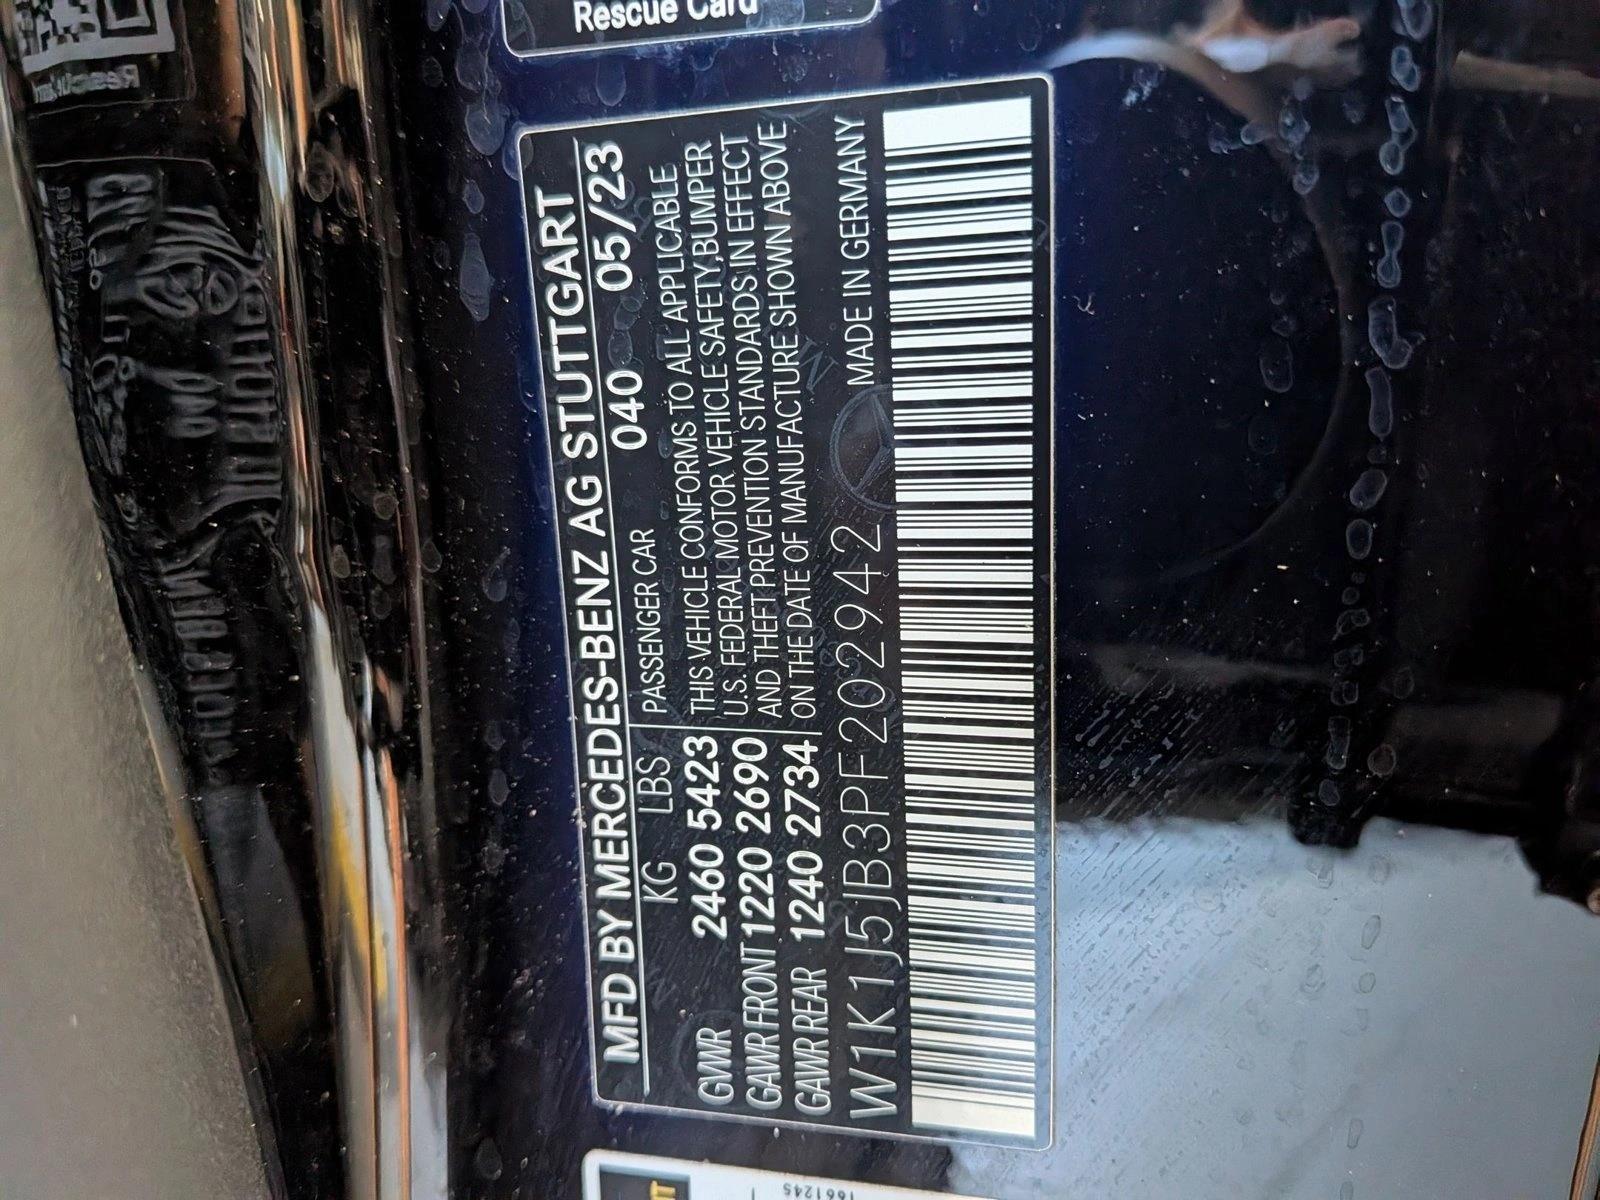 Rescue Card
MFD BY MERCEDES-BENZ AG STUTTGART
KG LBS PASSENGER CAR 040 05/23
GVWR 2460 5423
GAWR FRONT 1220 2690
GAWR REAR 1240 2734
THIS VEHICLE CONFORMS TO ALL APPLICABLE
U.S. FEDERAL MOTOR VEHICLE SAFETY,BUMPER
AND THEFT PREVENTION STANDARDS IN EFFECT
ON THE DATE OF MANUFACTURE SHOWN ABOVE
W1K1J5JB3PF202942 MADE IN GERMANY
1661245